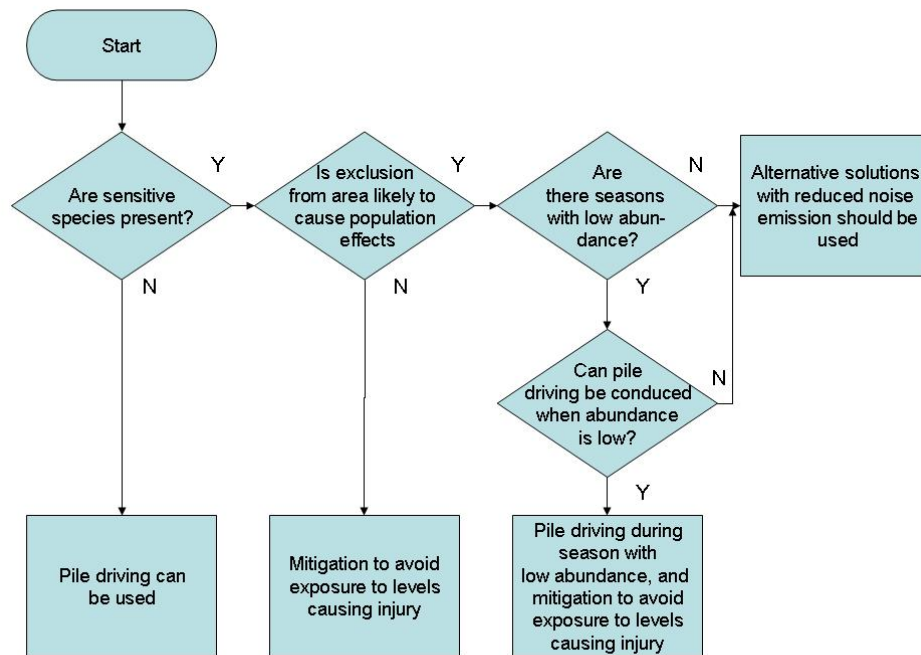 Start
Are sensitive
species present?
Y
N
Is exclusion
from area likely to
cause population
effects
Y
N
Are
there seasons
with low abun-
dance?
N
Y
Alternative solutions
with reduced noise
emission should be
used
Can pile
driving be conduced
when abundance
is low?
N
Y
Pile driving can
be used
Mitigation to avoid
exposure to levels
causing injury
Pile driving during
season with
low abundance, and
mitigation to avoid
exposure to levels
causing injury